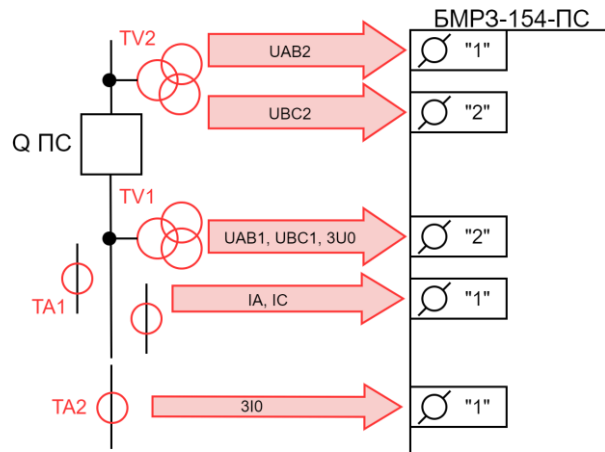 БМРЗ-154-ПС
TV2
UAB2
"1"
UBC2
"2"
Q ПС
TV1
UAB1, UBC1, 3U0
"2"
TA1
IA, IC
"1"
TA2
3I0
"1"